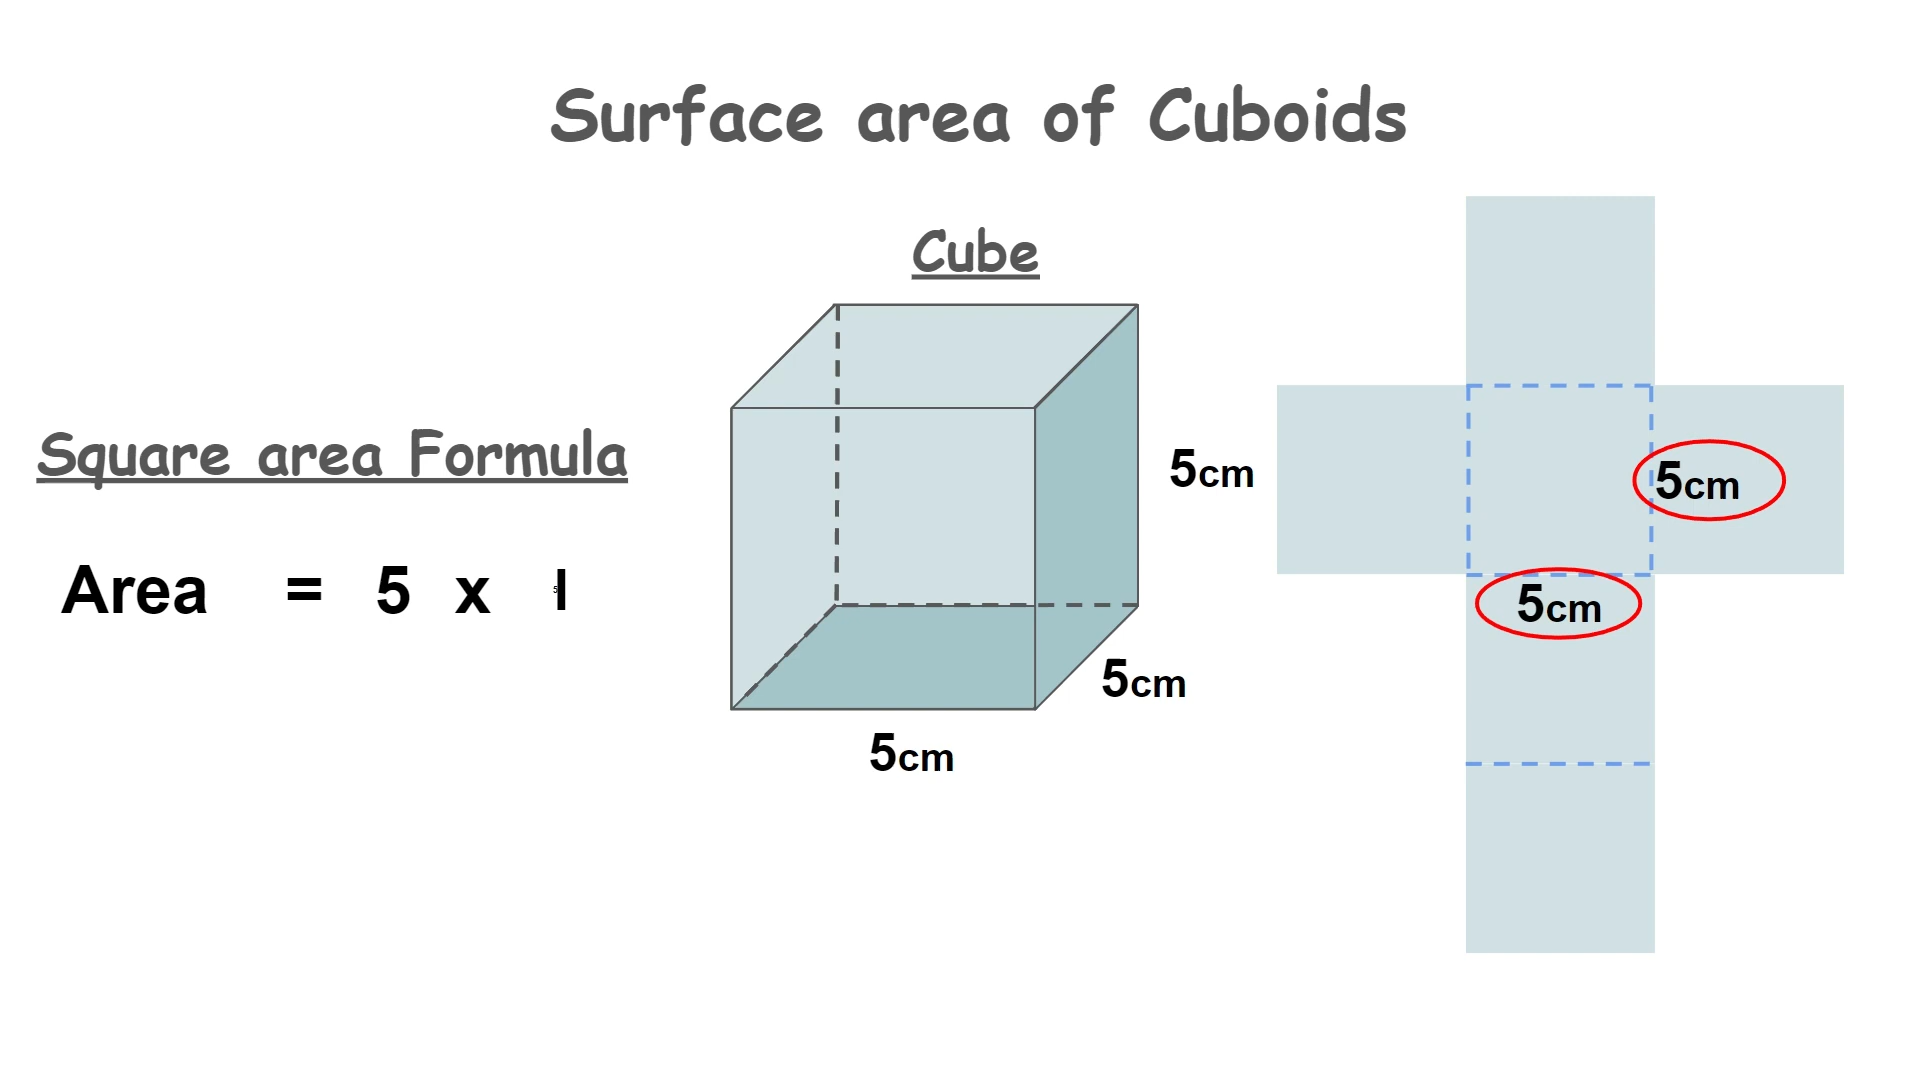 Surface area of Cuboids
Cube
Square area Formula
Area = 5 x l
5cm
5cm
5cm
5cm
5cm